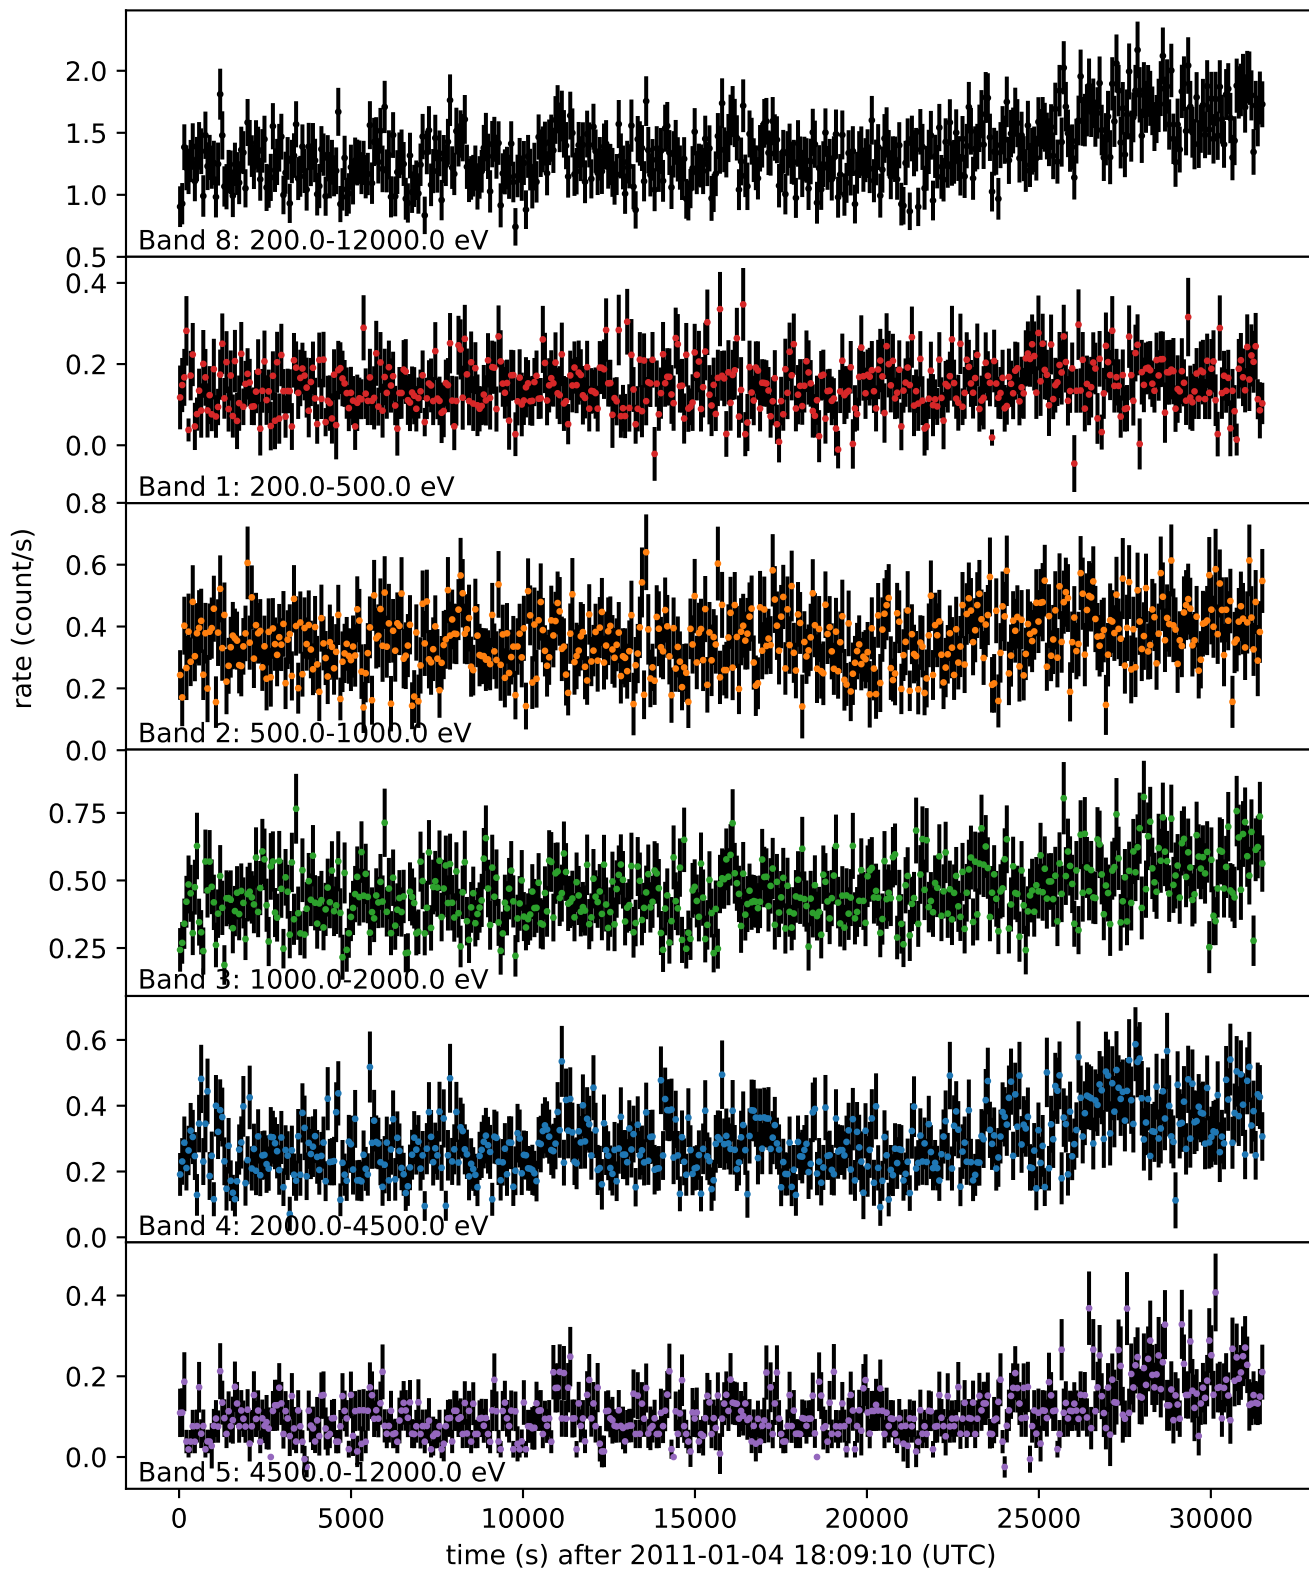 2.0
1.5
1.0
0.5
Band 8: 200.0-12000.0 eV
0.4
0.2
0.0
Band 1: 200.0-500.0 eV
0.8
0.6
0.4
0.2
0.0
Band 2: 500.0-1000.0 eV
rate (count/s)
0.75
0.50
0.25
Band 3: 1000.0-2000.0 eV
0.6
0.4
0.2
0.0
Band 4: 2000.0-4500.0 eV
0.4
0.2
0.0
Band 5: 4500.0-12000.0 eV
0 5000 10000 15000 20000 25000 30000
time (s) after 2011-01-04 18:09:10 (UTC)